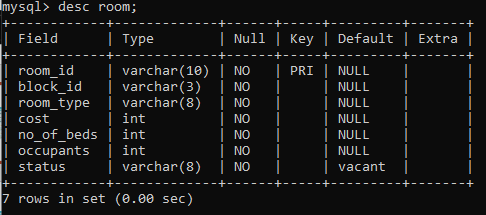 mysql> desc room;
+------------+-------------+------+-----+---------+-------+
| Field      | Type        | Null | Key | Default | Extra |
+------------+-------------+------+-----+---------+-------+
| room_id    | varchar(10) | NO   | PRI | NULL    |       |
| block_id   | varchar(3)  | NO   |     | NULL    |       |
| room_type  | varchar(8)  | NO   |     | NULL    |       |
| cost       | int         | NO   |     | NULL    |       |
| no_of_beds | int         | NO   |     | NULL    |       |
| occupants  | int         | NO   |     | NULL    |       |
| status     | varchar(8)  | NO   |     | vacant  |       |
+------------+-------------+------+-----+---------+-------+
7 rows in set (0.00 sec)